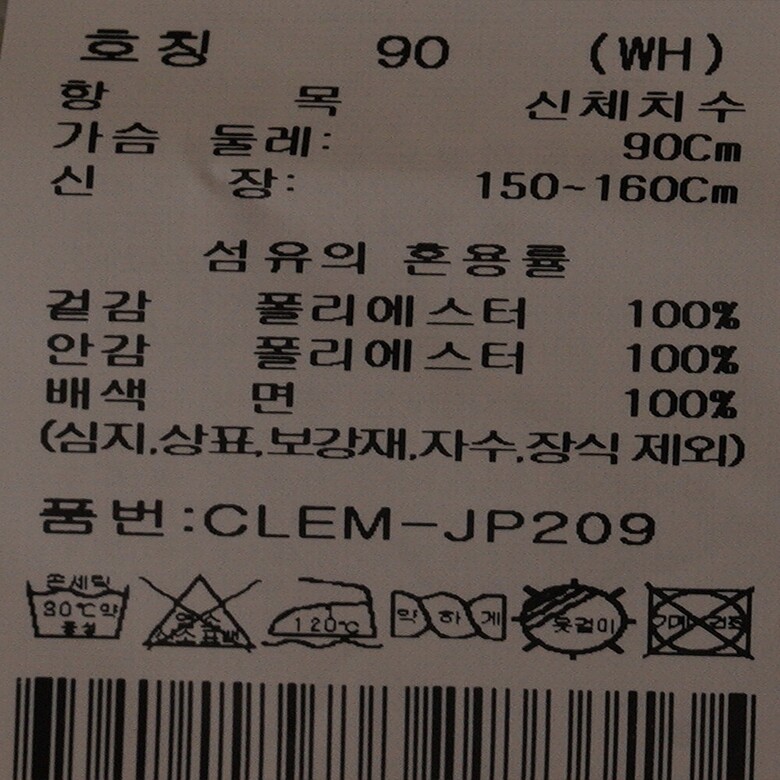 호칭 90 (WH)
항 목 신체치수
가슴 둘레: 90Cm
신 장: 150~160Cm
섬유의 혼용률
겉감 폴리에스터 100%
안감 폴리에스터 100%
배색 면 100%
(심지,상표,보강재,자수,장식 제외)
품번:CLEM-JP209
손세탁
30℃약 120℃ 약하게 옷걸이
중성